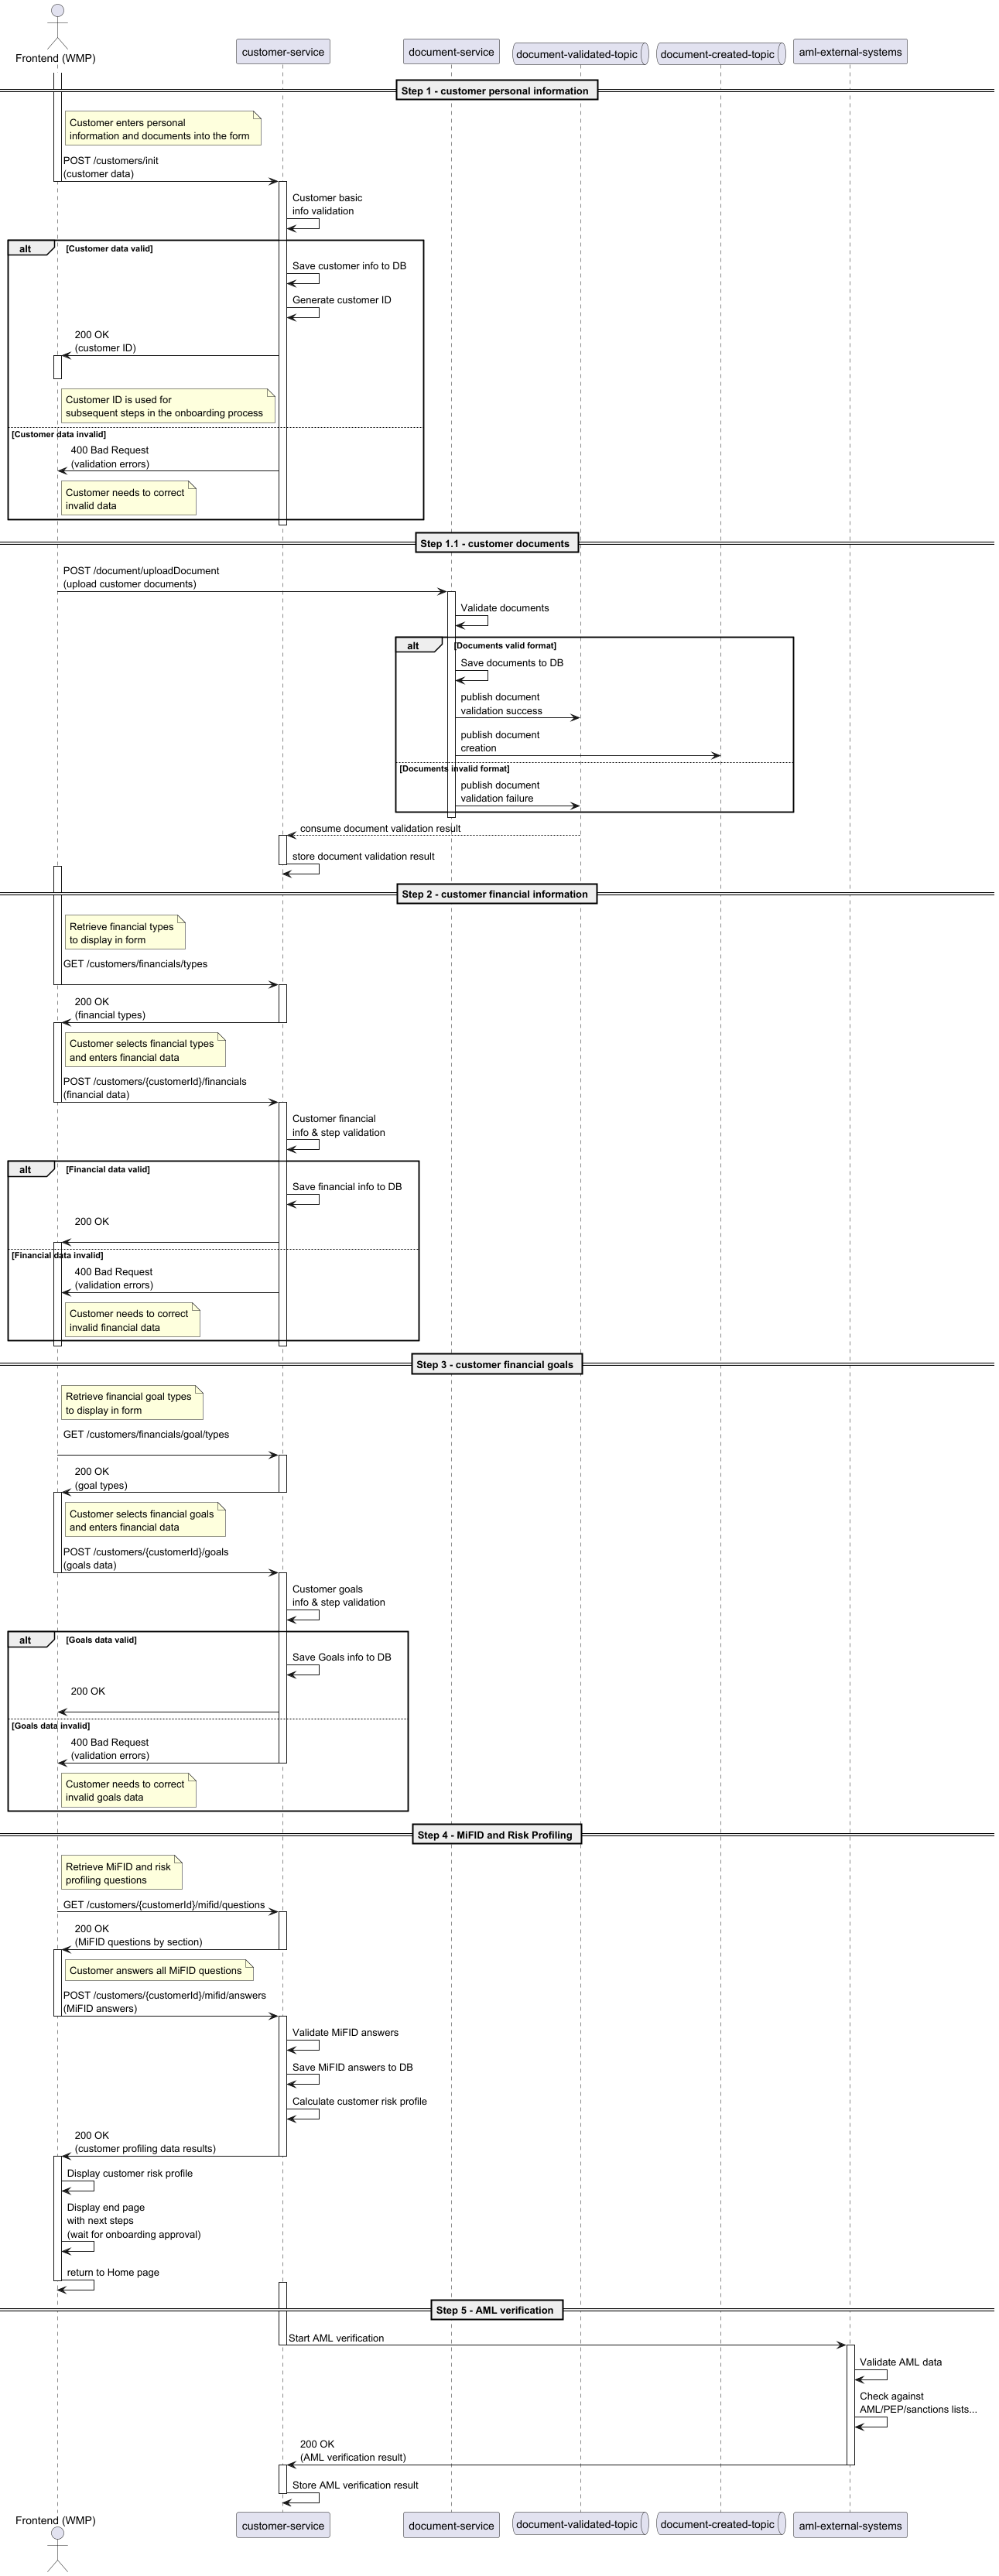 Frontend (WMP)
customer-service
document-service
document-validated-topic
document-created-topic
aml-external-systems
Step 1 - customer personal information
Customer enters personal
information and documents into the form
POST /customers/init
(customer data)
Customer basic
info validation
alt
[Customer data valid]
Save customer info to DB
Generate customer ID
200 OK
(customer ID)
Customer ID is used for
subsequent steps in the onboarding process
[Customer data invalid]
400 Bad Request
(validation errors)
Customer needs to correct
invalid data
Step 1.1 - customer documents
POST /document/uploadDocument
(upload customer documents)
Validate documents
alt
[Documents valid format]
Save documents to DB
publish document
validation success
publish document
creation
[Documents invalid format]
publish document
validation failure
consume document validation result
store document validation result
Step 2 - customer financial information
Retrieve financial types
to display in form
GET /customers/financials/types
200 OK
(financial types)
Customer selects financial types
and enters financial data
POST /customers/{customerId}/financials
(financial data)
Customer financial
info & step validation
alt
[Financial data valid]
Save financial info to DB
200 OK
[Financial data invalid]
400 Bad Request
(validation errors)
Customer needs to correct
invalid financial data
Step 3 - customer financial goals
Retrieve financial goal types
to display in form
GET /customers/financials/goal/types
200 OK
(goal types)
Customer selects financial goals
and enters financial data
POST /customers/{customerId}/goals
(goals data)
Customer goals
info & step validation
alt
[Goals data valid]
Save Goals info to DB
200 OK
[Goals data invalid]
400 Bad Request
(validation errors)
Customer needs to correct
invalid goals data
Step 4 - MiFID and Risk Profiling
Retrieve MiFID and risk
profiling questions
GET /customers/{customerId}/mifid/questions
200 OK
(MiFID questions by section)
Customer answers all MiFID questions
POST /customers/{customerId}/mifid/answers
(MiFID answers)
Validate MiFID answers
Save MiFID answers to DB
Calculate customer risk profile
200 OK
(customer profiling data results)
Display customer risk profile
Display end page
with next steps
(wait for onboarding approval)
return to Home page
Step 5 - AML verification
Start AML verification
Validate AML data
Check against
AML/PEP/sanctions lists...
200 OK
(AML verification result)
Store AML verification result
Frontend (WMP)
customer-service
document-service
document-validated-topic
document-created-topic
aml-external-systems